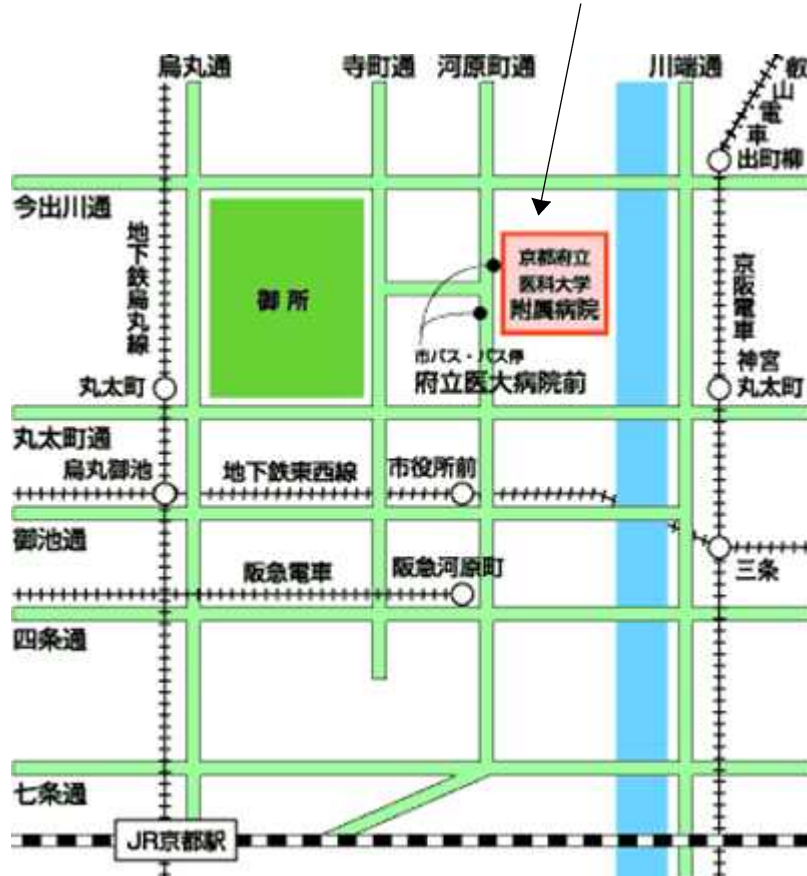 烏丸通
寺町通
河原町通
川端通
叡山電車
出町柳
今出川通
地下鉄烏丸線
御所
京都府立
医科大学
附属病院
京阪電車
市バス・バス停
府立医大病院前
丸太町
神宮
丸太町
丸太町通
烏丸御池
地下鉄東西線
市役所前
御池通
阪急電車
阪急河原町
三条
四条通
七条通
JR京都駅